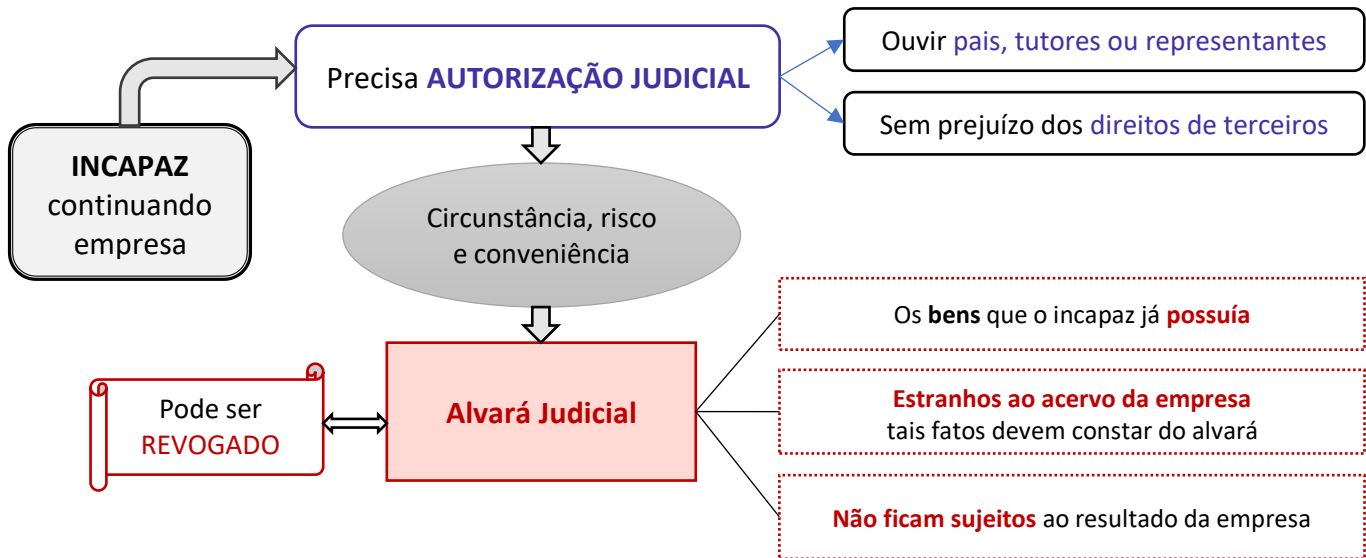 INCAPAZ
continuando
empresa
Precisa AUTORIZAÇÃO JUDICIAL
Ouvir pais, tutores ou representantes
Sem prejuízo dos direitos de terceiros
Circunstância, risco
e conveniência
Alvará Judicial
Pode ser
REVOGADO
Os bens que o incapaz já possuía
Estranhos ao acervo da empresa
tais fatos devem constar do alvará
Não ficam sujeitos ao resultado da empresa